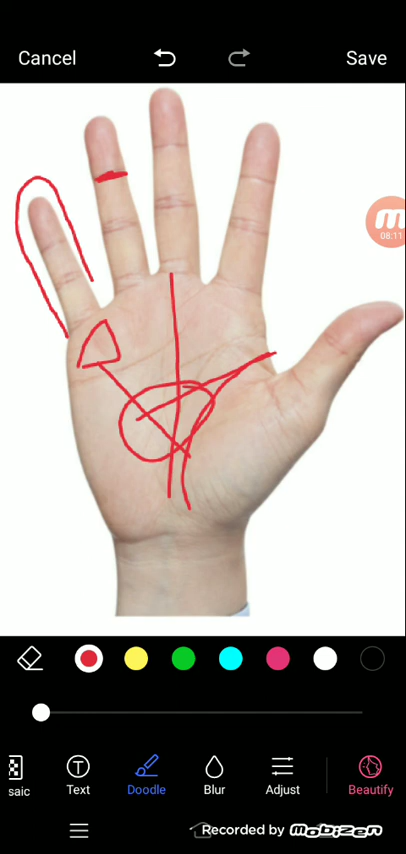 Cancel
Save
m
08:11
saic
Text
Doodle
Blur
Adjust
Beautify
Recorded by mobizen